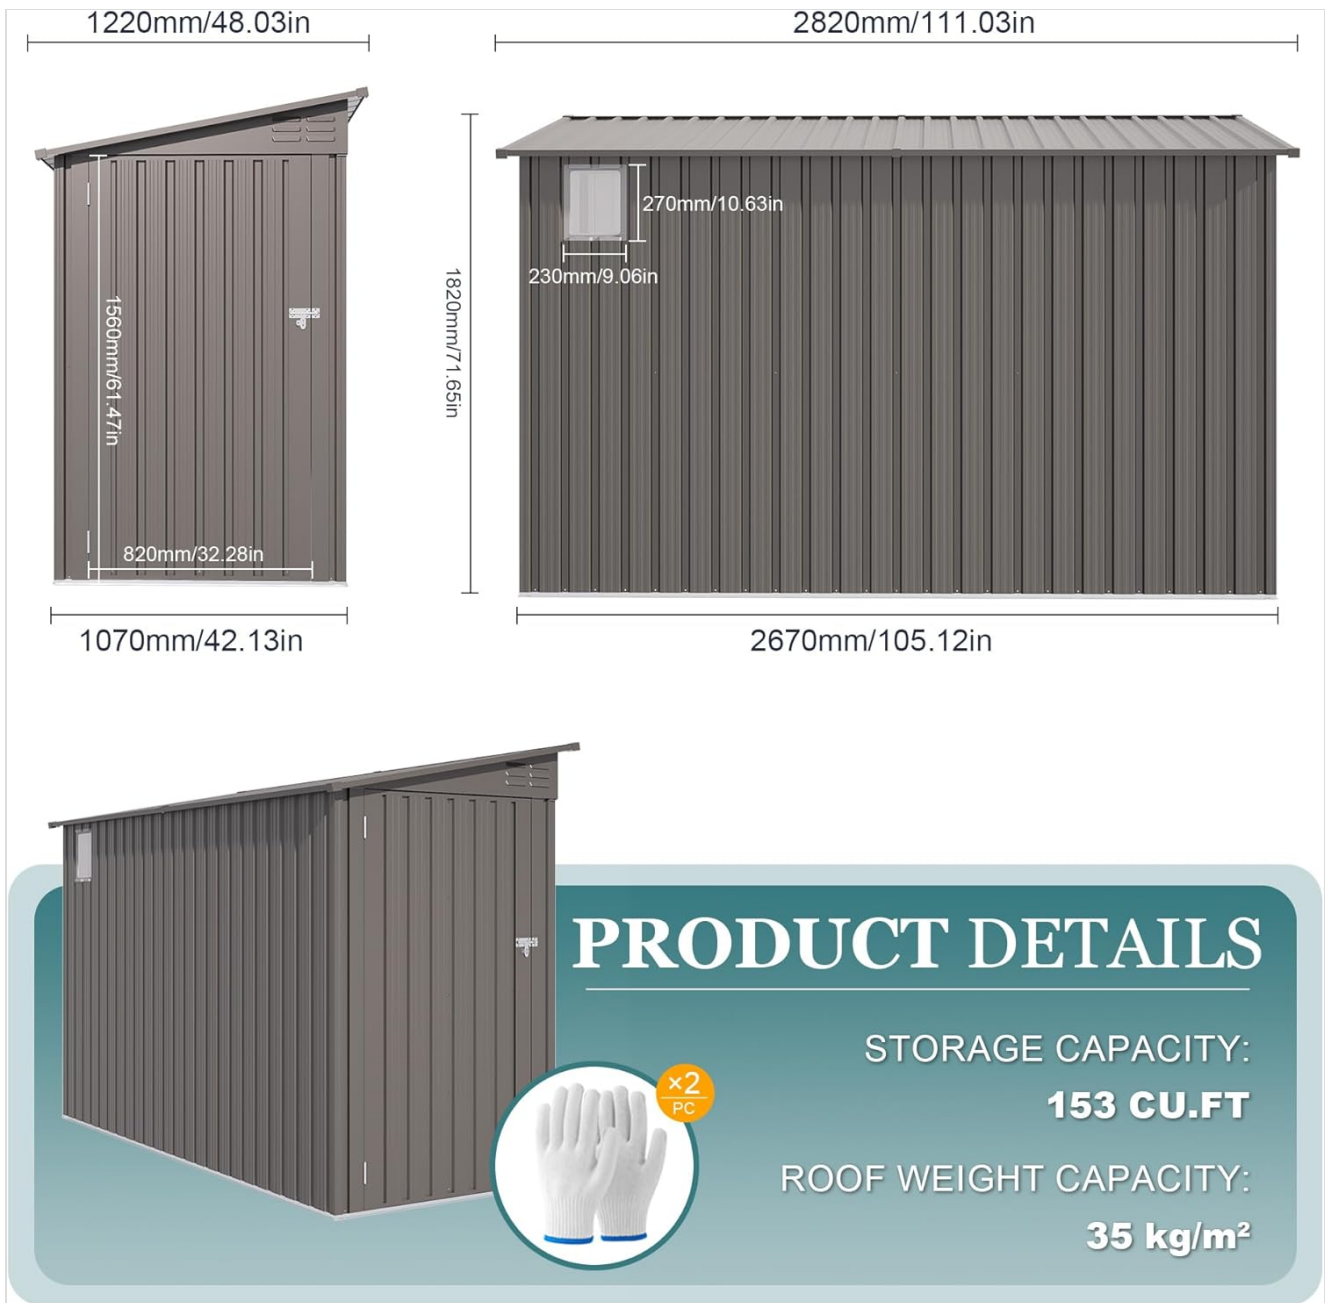 1220mm/48.03in
2820mm/111.03in
270mm/10.63in
230mm/9.06in
1560mm/61.47in
1820mm/71.65in
820mm/32.28in
1070mm/42.13in
2670mm/105.12in
PRODUCT DETAILS
STORAGE CAPACITY:
153 CU.FT
×2
PC
ROOF WEIGHT CAPACITY:
35 kg/m²